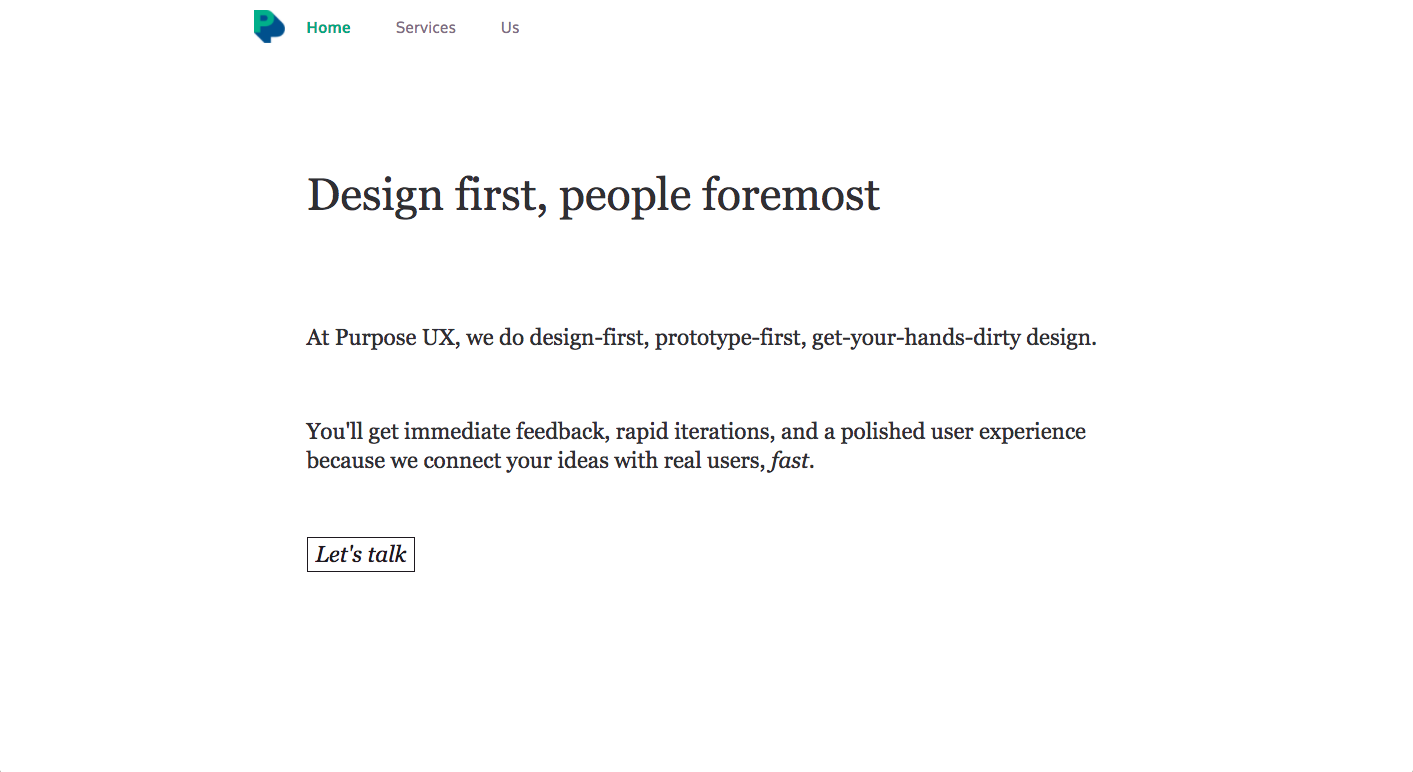 P
Home Services Us
Design first, people foremost
At Purpose UX, we do design-first, prototype-first, get-your-hands-dirty design.
You'll get immediate feedback, rapid iterations, and a polished user experience
because we connect your ideas with real users, fast.
Let's talk